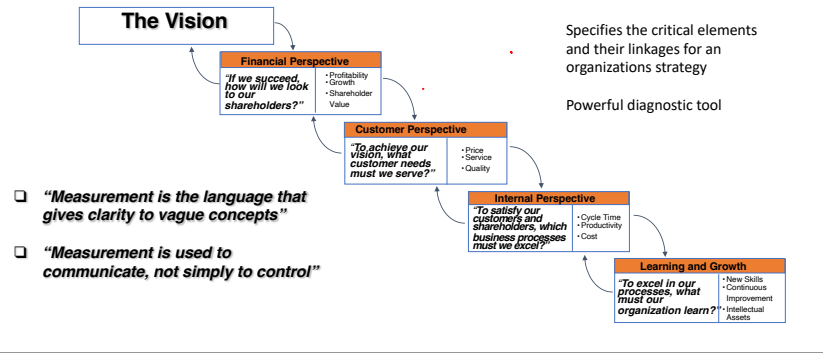 The Vision
Specifies the critical elements
and their linkages for an
organizations strategy
Powerful diagnostic tool
Financial Perspective
“If we succeed,
how will we look
to our
shareholders?”
• Profitability
• Growth
• Shareholder
Value
Customer Perspective
“To achieve our
vision, what
customer needs
must we serve?”
• Price
• Service
• Quality
Internal Perspective
“To satisfy our
customers and
shareholders, which
business processes
must we excel?”
• Cycle Time
• Productivity
• Cost
Learning and Growth
“To excel in our
processes, what
must our
organization learn?”
• New Skills
• Continuous
Improvement
• Intellectual
Assets
❑ “Measurement is the language that
gives clarity to vague concepts”
❑ “Measurement is used to
communicate, not simply to control”